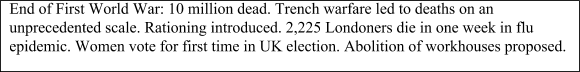 End of First World War: 10 million dead. Trench warfare led to deaths on an
unprecedented scale. Rationing introduced. 2,225 Londoners die in one week in flu
epidemic. Women vote for first time in UK election. Abolition of workhouses proposed.